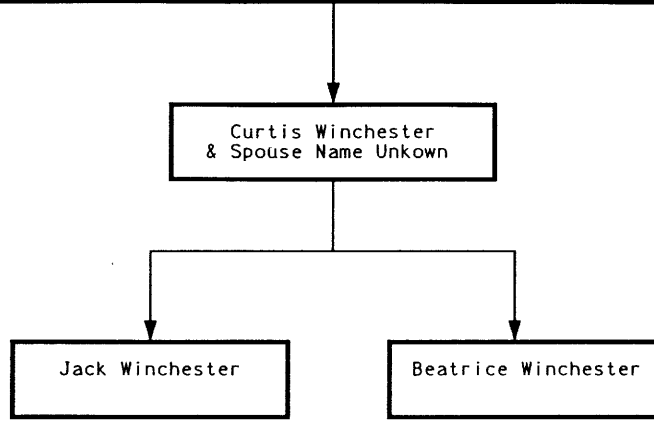 Curtis Winchester
& Spouse Name Unkown
Jack Winchester
Beatrice Winchester